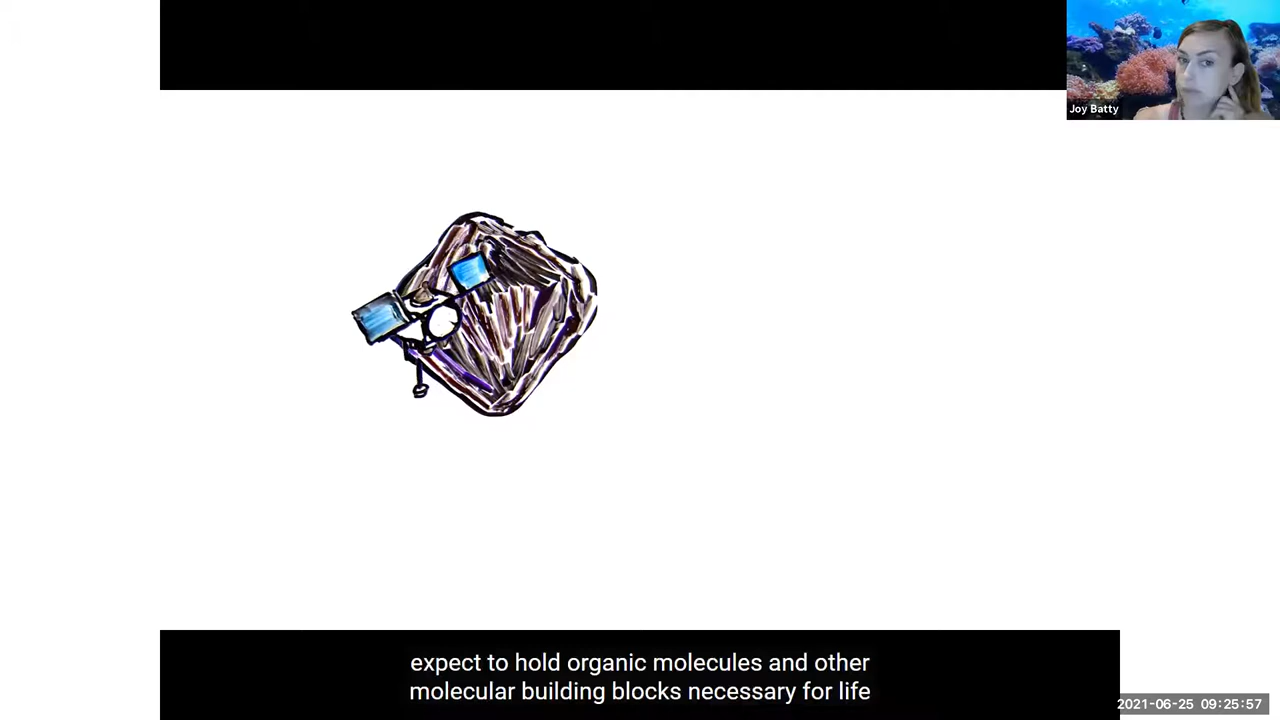 Joy Batty
expect to hold organic molecules and other
molecular building blocks necessary for life
2021-06-25 09:25:57